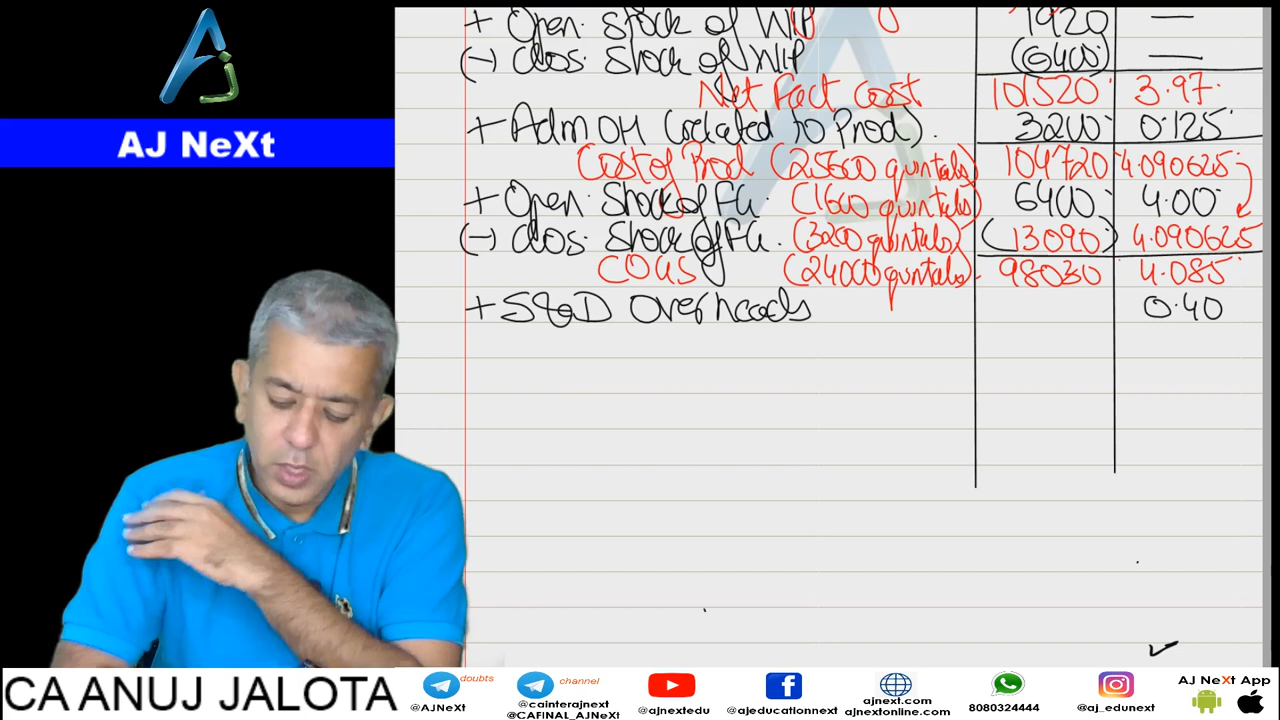 + Open. Stock of WIP 1920 —
(-) Clos. Stock of WIP (6400) —
Net Fact Cost 101520 3.97
+ Adm OH (related to Prod). 3200 0.125
Cost of Prod (25600 quintals) 104720 4.090625
+ Open. Stock of FG. (1600 quintals) 6400 4.00
(-) Clos. Stock of FG. (3200 quintals) (13090) 4.090625
COGS (24000 quintals). 98030 4.085
+ S&D Overheads 0.40
AJ NeXt
CA ANUJ JALOTA
doubts
@AJNeXt
channel
@cainterajnext
@CAFINAL_AJNeXt
@ajnextedu
@ajeducationnext
ajnext.com
ajnextonline.com
8080324444
@aj_edunext
AJ NeXt App